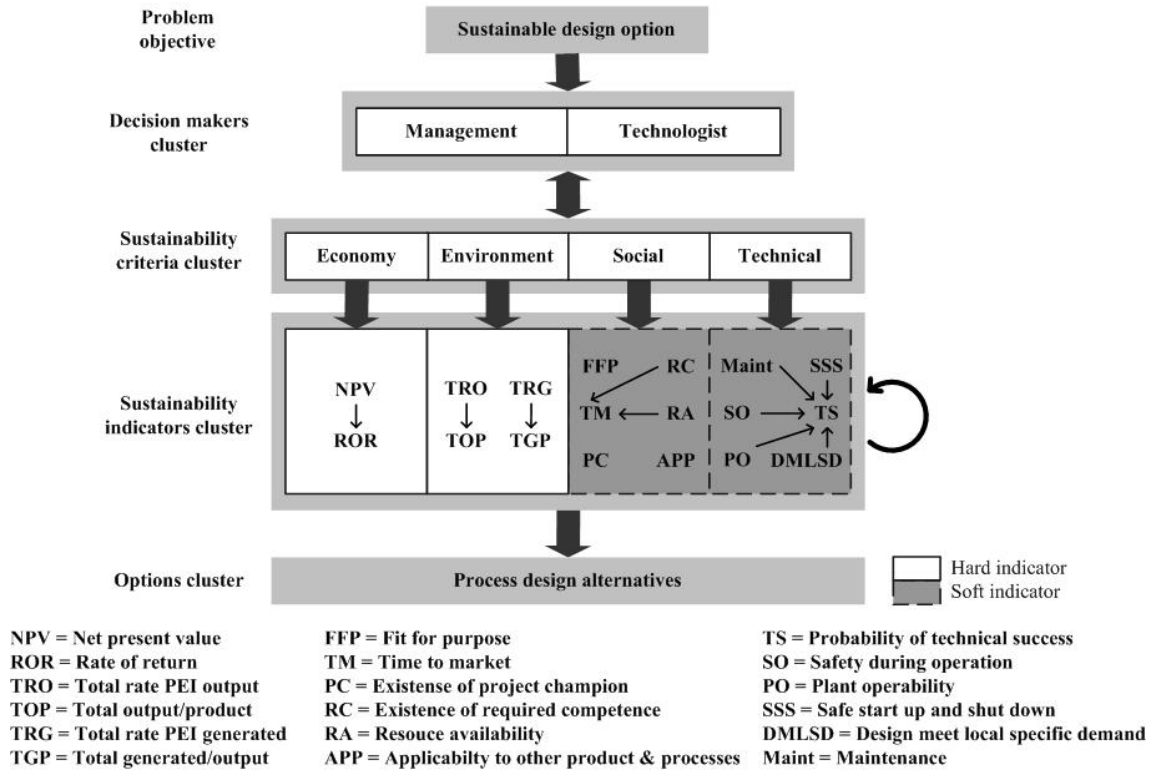 Problem
objective
Sustainable design option
Decision makers
cluster
Management
Technologist
Sustainability
criteria cluster
Economy
Environment
Social
Technical
Sustainability
indicators cluster
NPV
ROR
TRO
TRG
TOP
TGP
FFP
RC
TM
RA
PC
APP
Maint
SSS
SO
TS
PO
DMLSD
Options cluster
Process design alternatives
Hard indicator
Soft indicator
NPV = Net present value
ROR = Rate of return
TRO = Total rate PEI output
TOP = Total output/product
TRG = Total rate PEI generated
TGP = Total generated/output
FFP = Fit for purpose
TM = Time to market
PC = Existense of project champion
RC = Existence of required competence
RA = Resouce availability
APP = Applicabilty to other product & processes
TS = Probability of technical success
SO = Safety during operation
PO = Plant operability
SSS = Safe start up and shut down
DMLSD = Design meet local specific demand
Maint = Maintenance